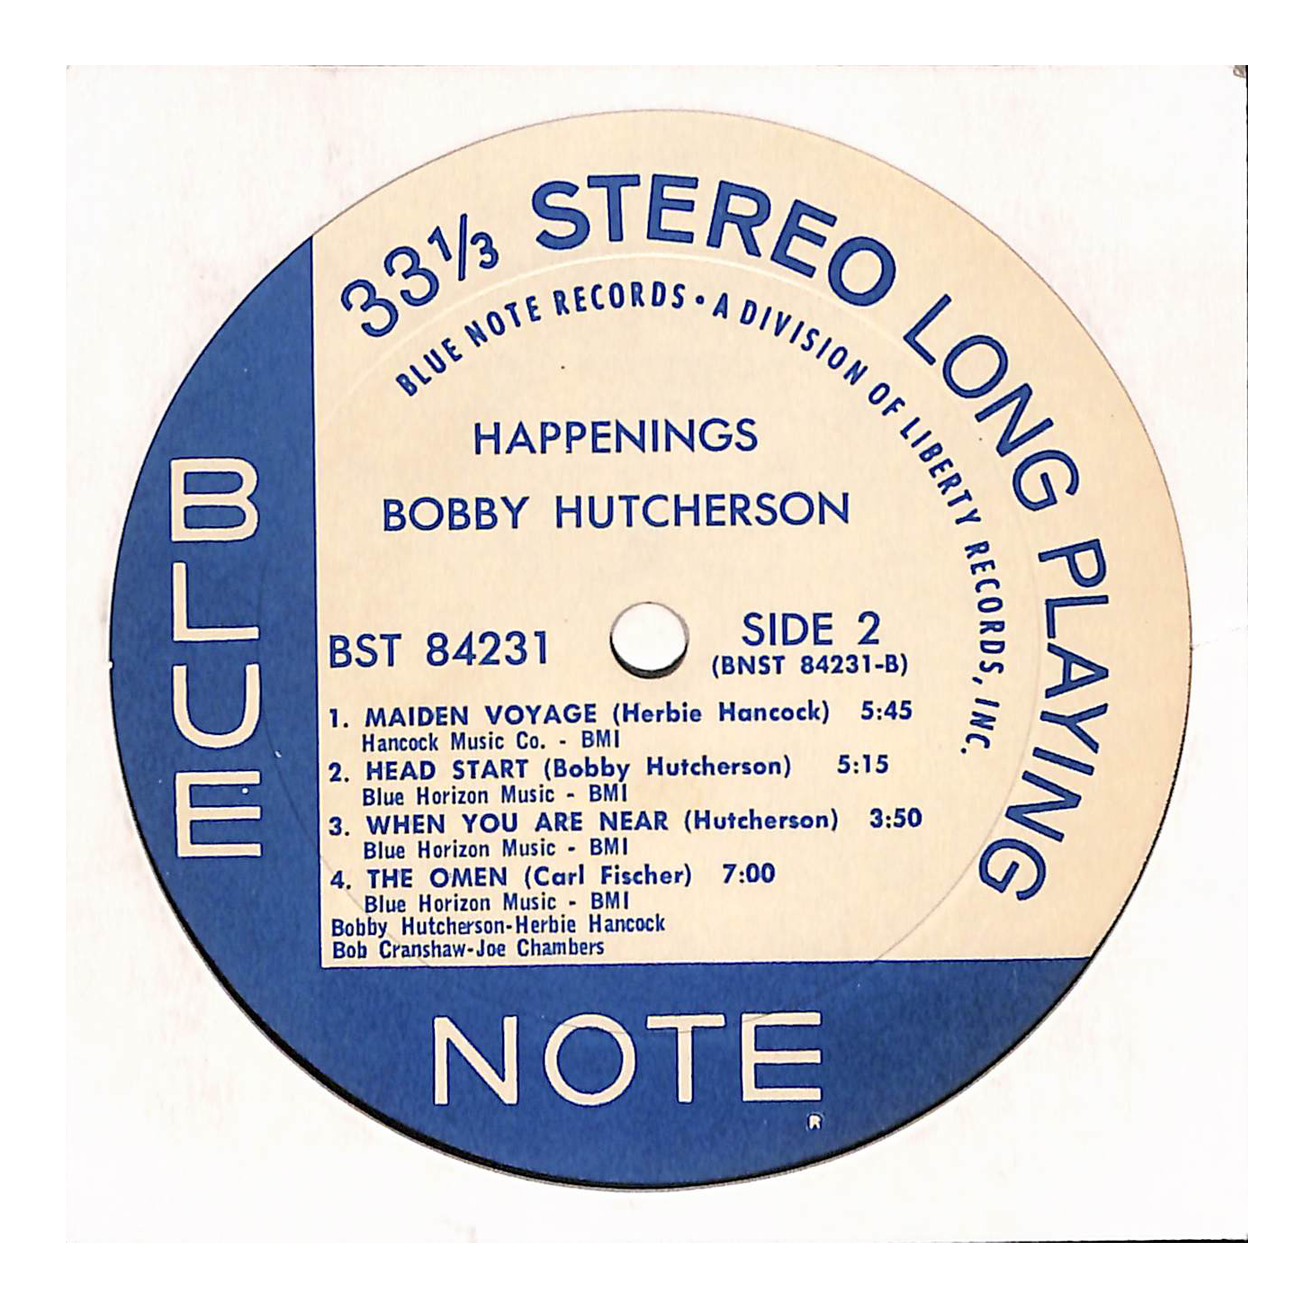 33⅓ STEREO LONG PLAYING
BLUE NOTE RECORDS • A DIVISION OF LIBERTY RECORDS, INC.
HAPPENINGS
BOBBY HUTCHERSON
BST 84231
SIDE 2
(BNST 84231-B)
1. MAIDEN VOYAGE (Herbie Hancock) 5:45
Hancock Music Co. - BMI
2. HEAD START (Bobby Hutcherson) 5:15
Blue Horizon Music - BMI
3. WHEN YOU ARE NEAR (Hutcherson) 3:50
Blue Horizon Music - BMI
4. THE OMEN (Carl Fischer) 7:00
Blue Horizon Music - BMI
Bobby Hutcherson-Herbie Hancock
Bob Cranshaw-Joe Chambers
BLUE
NOTE
®